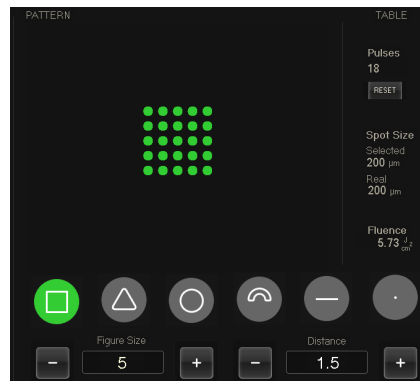 PATTERN
TABLE
Pulses
18
RESET
Spot Size
Selected
200 µm
Real
200 µm
Fluence
5.73 J/cm²
Figure Size
Distance
- 5 +
- 1.5 +